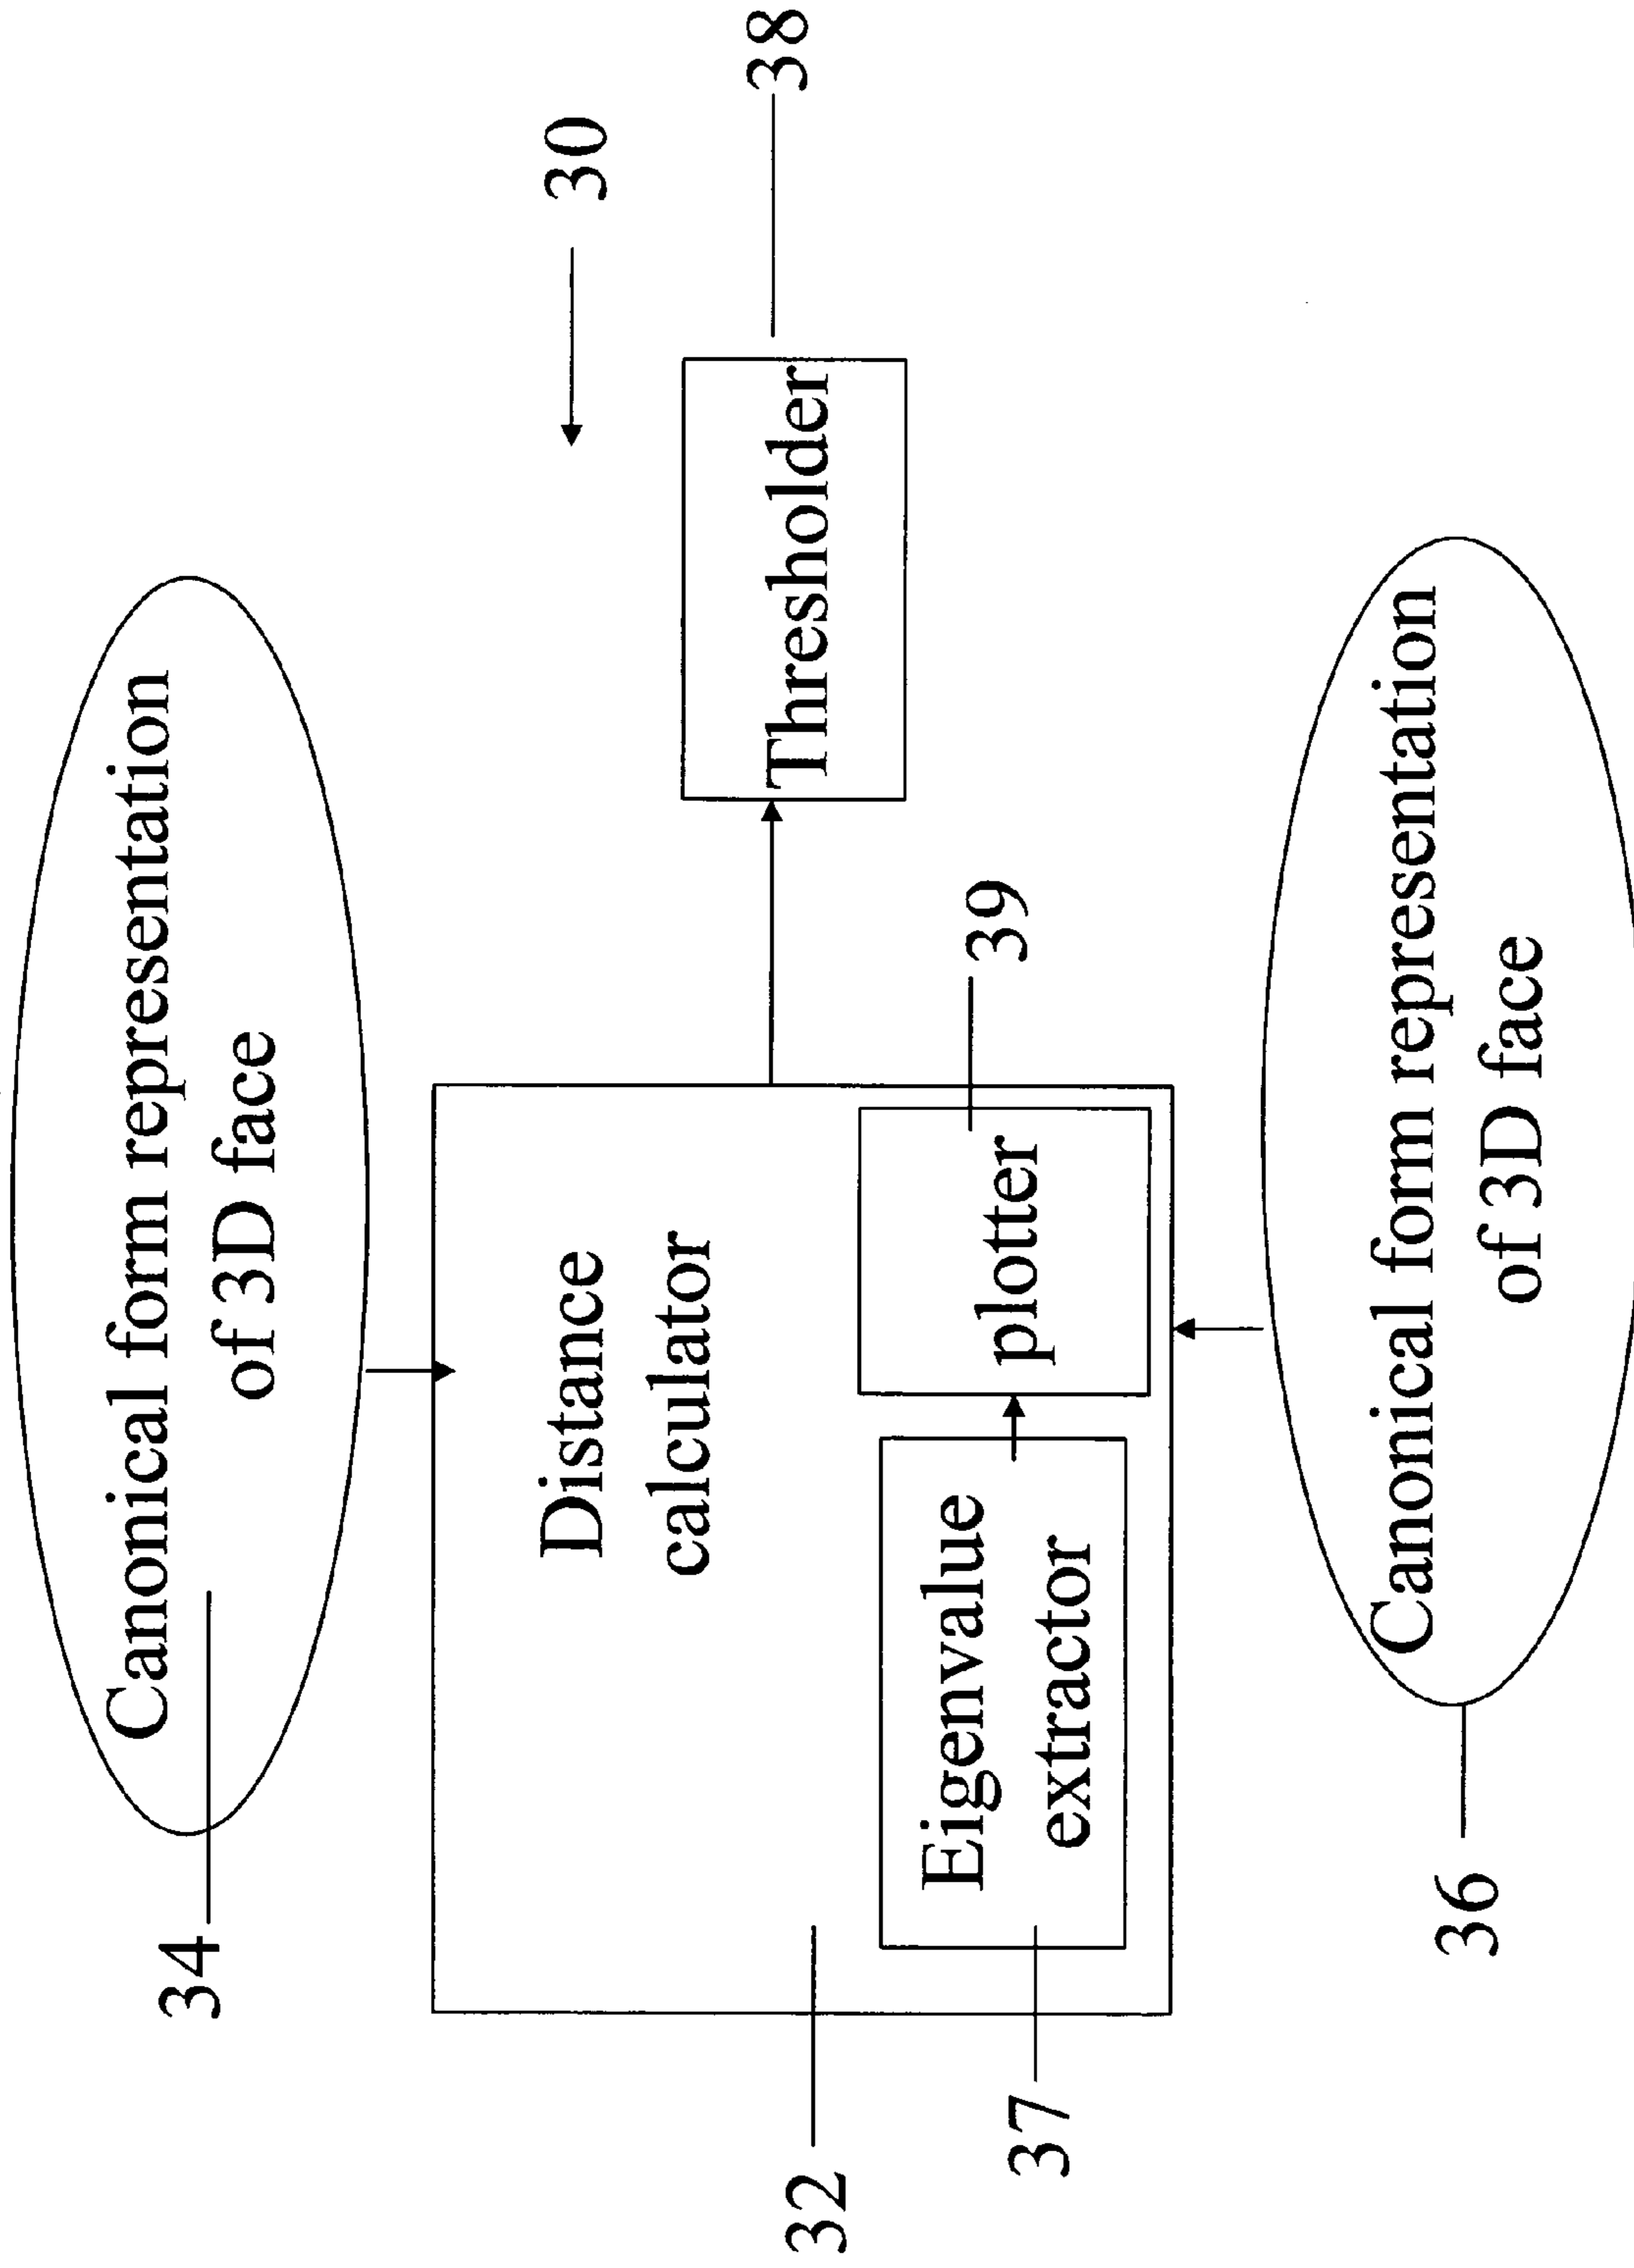 34
Canonical form representation
of 3D face
30
32
Distance
calculator
Thresholder
38
37
Eigenvalue
extractor
plotter
39
36
Canonical form representation
of 3D face